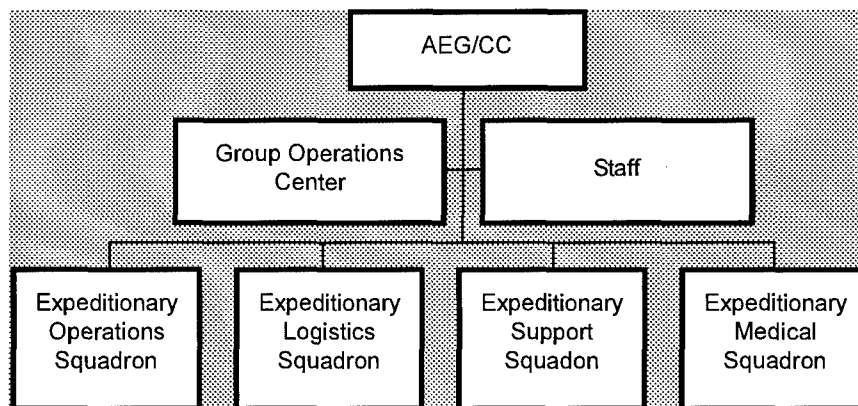 AEG/CC
Group Operations
Center
Staff
Expeditionary
Operations
Squadron
Expeditionary
Logistics
Squadron
Expeditionary
Support
Squadon
Expeditionary
Medical
Squadron